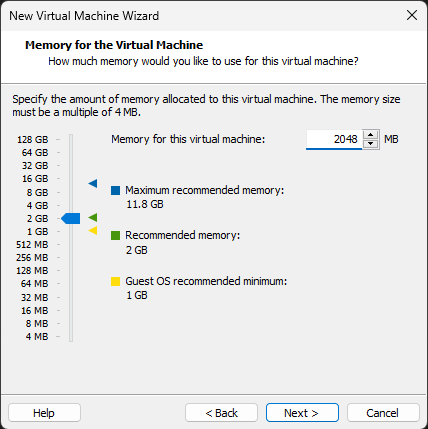 New Virtual Machine Wizard
Memory for the Virtual Machine
How much memory would you like to use for this virtual machine?
Specify the amount of memory allocated to this virtual machine. The memory size
must be a multiple of 4 MB.
Memory for this virtual machine: 2048 MB
128 GB
64 GB
32 GB
16 GB
8 GB
4 GB
2 GB
1 GB
512 MB
256 MB
128 MB
64 MB
32 MB
16 MB
8 MB
4 MB
Maximum recommended memory:
11.8 GB
Recommended memory:
2 GB
Guest OS recommended minimum:
1 GB
Help
< Back
Next >
Cancel